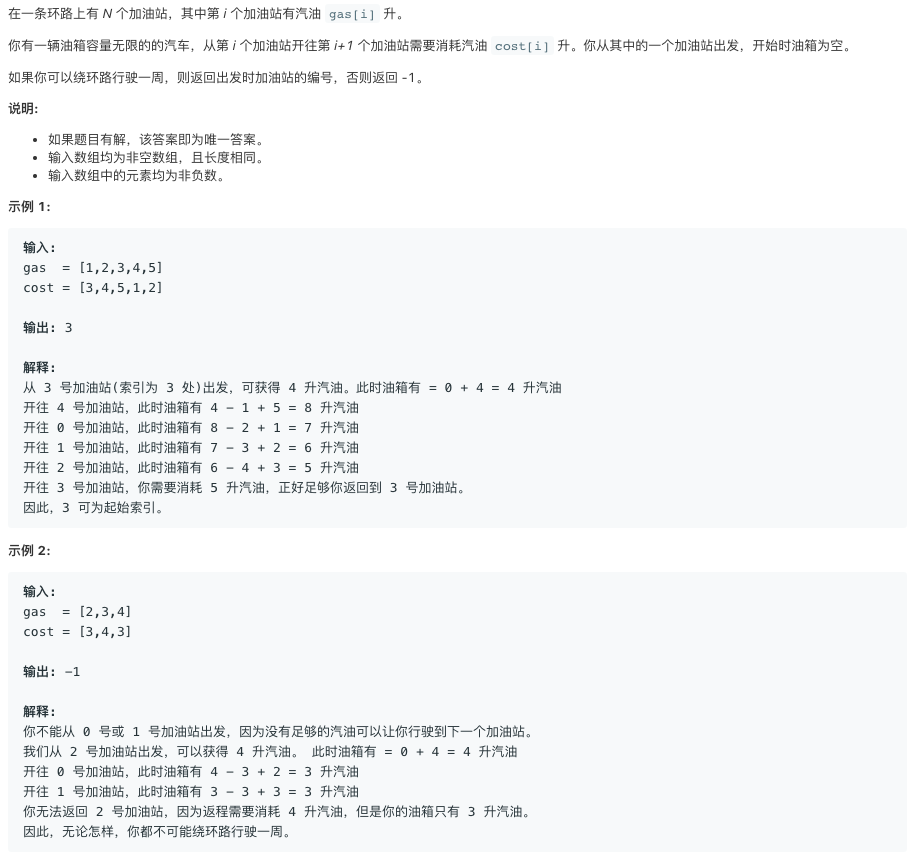 在一条环路上有 N 个加油站，其中第 i 个加油站有汽油 gas[i] 升。
你有一辆油箱容量无限的的汽车，从第 i 个加油站开往第 i+1 个加油站需要消耗汽油 cost[i] 升。你从其中的一个加油站出发，开始时油箱为空。
如果你可以绕环路行驶一周，则返回出发时加油站的编号，否则返回 -1。
说明:
• 如果题目有解，该答案即为唯一答案。
• 输入数组均为非空数组，且长度相同。
• 输入数组中的元素均为非负数。
示例 1:
输入:
gas  = [1,2,3,4,5]
cost = [3,4,5,1,2]
输出: 3
解释:
从 3 号加油站(索引为 3 处)出发，可获得 4 升汽油。此时油箱有 = 0 + 4 = 4 升汽油
开往 4 号加油站，此时油箱有 4 - 1 + 5 = 8 升汽油
开往 0 号加油站，此时油箱有 8 - 2 + 1 = 7 升汽油
开往 1 号加油站，此时油箱有 7 - 3 + 2 = 6 升汽油
开往 2 号加油站，此时油箱有 6 - 4 + 3 = 5 升汽油
开往 3 号加油站，你需要消耗 5 升汽油，正好足够你返回到 3 号加油站。
因此，3 可为起始索引。
示例 2:
输入:
gas  = [2,3,4]
cost = [3,4,3]
输出: -1
解释:
你不能从 0 号或 1 号加油站出发，因为没有足够的汽油可以让你行驶到下一个加油站。
我们从 2 号加油站出发，可以获得 4 升汽油。 此时油箱有 = 0 + 4 = 4 升汽油
开往 0 号加油站，此时油箱有 4 - 3 + 2 = 3 升汽油
开往 1 号加油站，此时油箱有 3 - 3 + 3 = 3 升汽油
你无法返回 2 号加油站，因为返程需要消耗 4 升汽油，但是你的油箱只有 3 升汽油。
因此，无论怎样，你都不可能绕环路行驶一周。